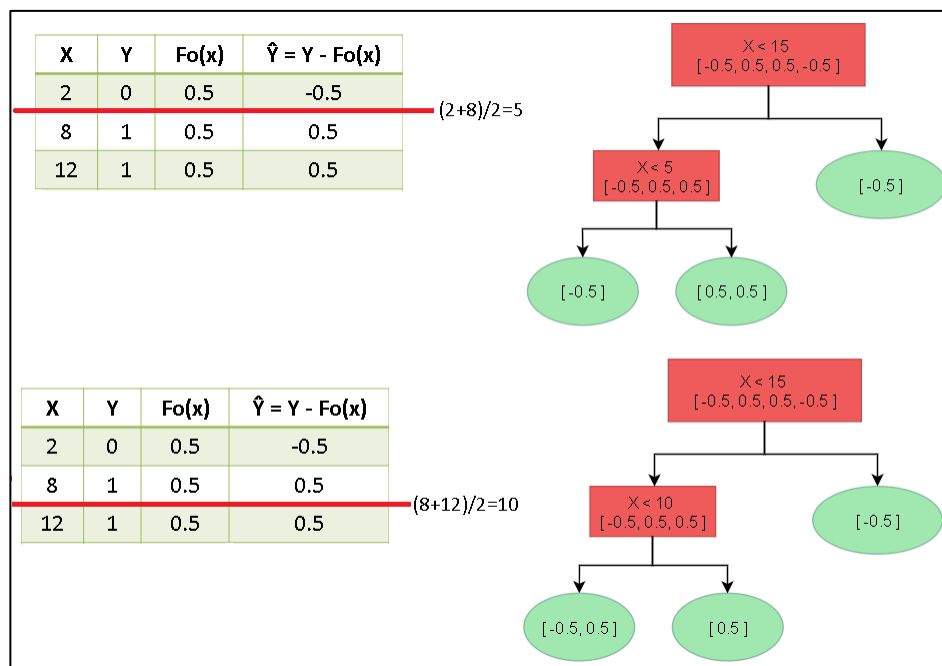 X Y Fo(x) Ŷ = Y - Fo(x)
2 0 0.5 -0.5
(2+8)/2=5
8 1 0.5 0.5
12 1 0.5 0.5
X < 15
[ -0.5, 0.5, 0.5, -0.5 ]
X < 5
[ -0.5, 0.5, 0.5 ]
[ -0.5 ]
[ -0.5 ]
[ 0.5, 0.5 ]
X Y Fo(x) Ŷ = Y - Fo(x)
2 0 0.5 -0.5
8 1 0.5 0.5
(8+12)/2=10
12 1 0.5 0.5
X < 15
[ -0.5, 0.5, 0.5, -0.5 ]
X < 10
[ -0.5, 0.5, 0.5 ]
[ -0.5 ]
[ -0.5, 0.5 ]
[ 0.5 ]